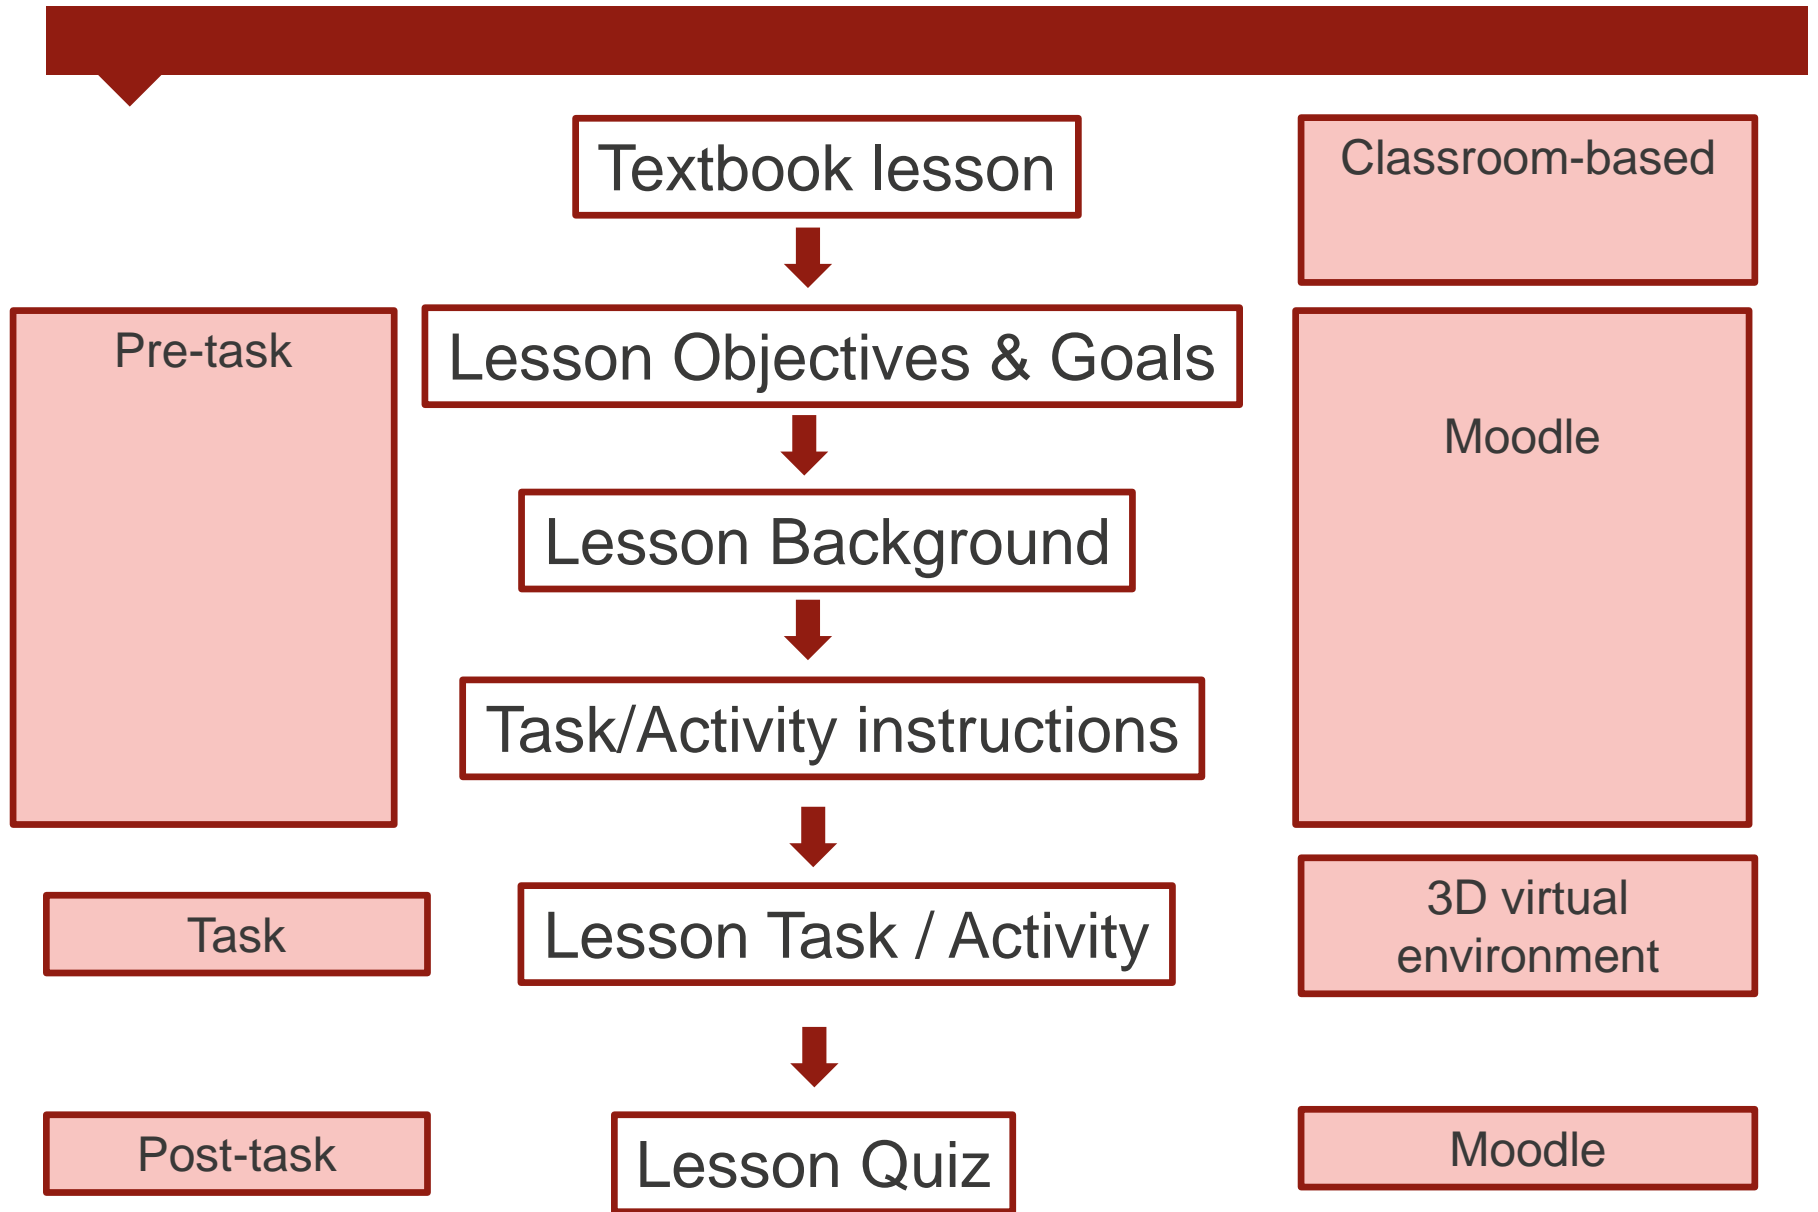 Textbook lesson
Classroom-based
Pre-task
Lesson Objectives & Goals
Moodle
Lesson Background
Task/Activity instructions
Task
Lesson Task / Activity
3D virtual
environment
Post-task
Lesson Quiz
Moodle